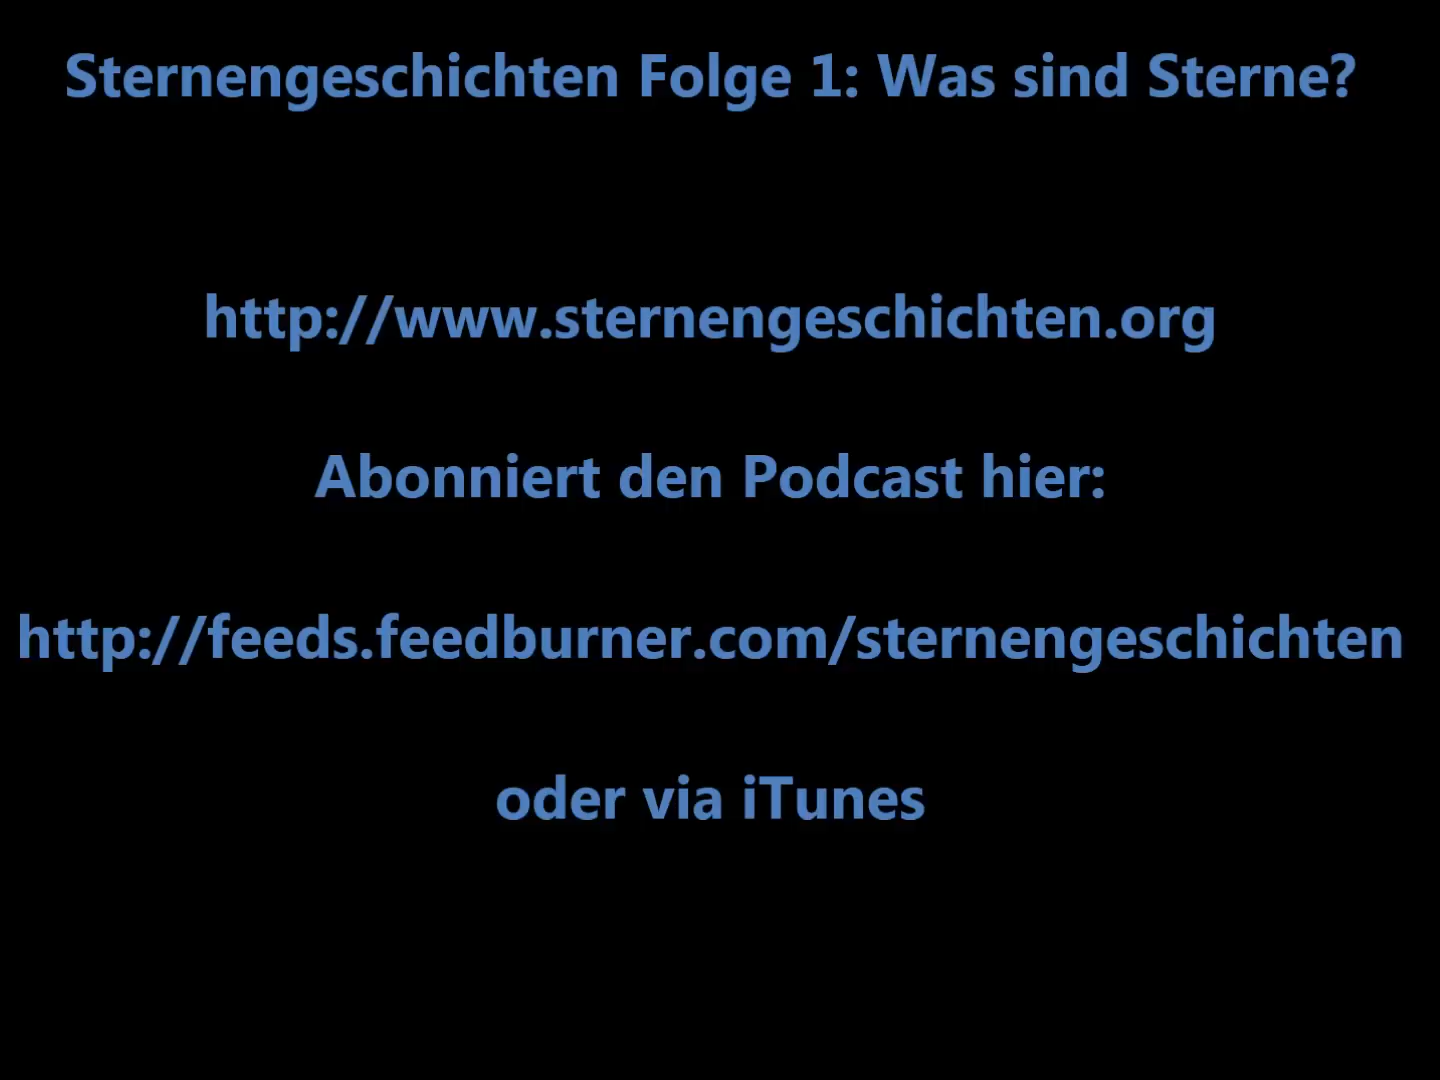 Sternengeschichten Folge 1: Was sind Sterne?
http://www.sternengeschichten.org
Abonniert den Podcast hier:
http://feeds.feedburner.com/sternengeschichten
oder via iTunes